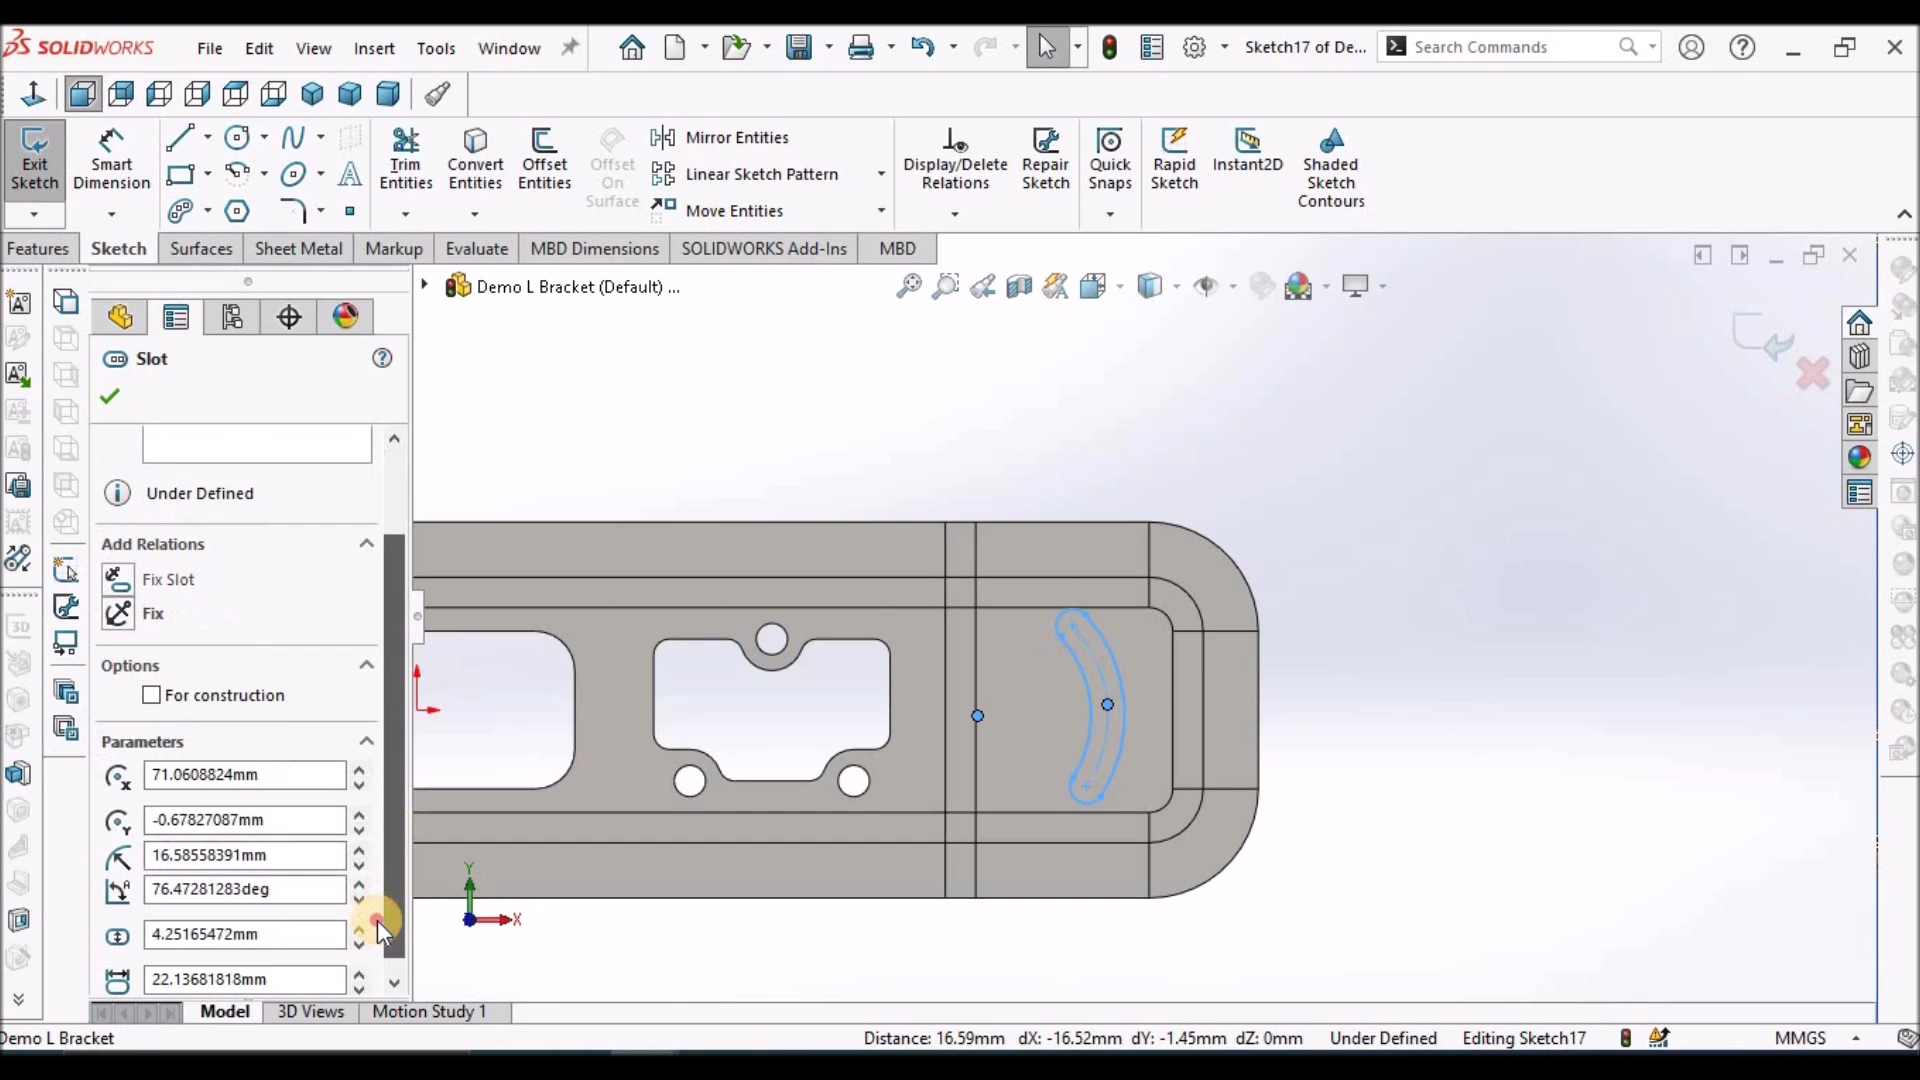 SOLIDWORKS File Edit View Insert Tools Window Sketch17 of De... Search Commands
Exit Sketch
Smart Dimension
Trim Entities
Convert Entities
Offset Entities
Offset On Surface
Mirror Entities
Linear Sketch Pattern
Move Entities
Display/Delete Relations
Repair Sketch
Quick Snaps
Rapid Sketch
Instant2D
Shaded Sketch Contours
Features Sketch Surfaces Sheet Metal Markup Evaluate MBD Dimensions SOLIDWORKS Add-Ins MBD
Demo L Bracket (Default) ...
Slot
Under Defined
Add Relations
Fix Slot
Fix
Options
For construction
Parameters
71.0608824mm
-0.67827087mm
16.58558391mm
76.47281283deg
4.25165472mm
22.13681818mm
Y
X
3D
Model 3D Views Motion Study 1
Demo L Bracket Distance: 16.59mm dX: -16.52mm dY: -1.45mm dZ: 0mm Under Defined Editing Sketch17 MMGS